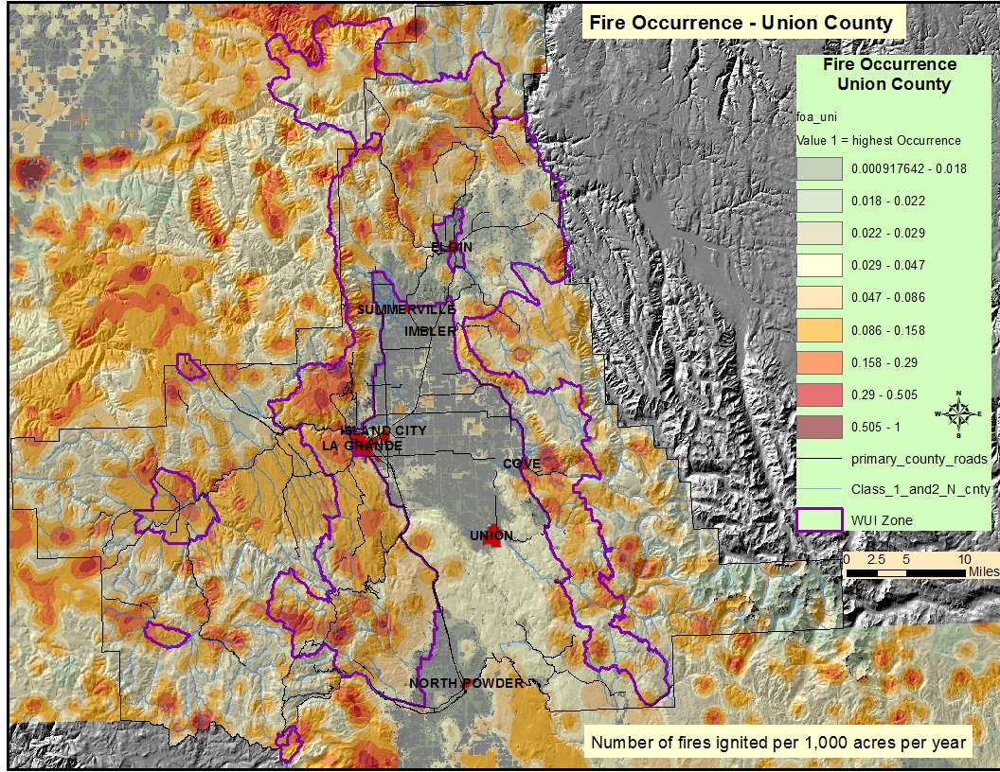 Fire Occurrence - Union County
Fire Occurrence
Union County
foa_uni
Value 1 = highest Occurrence
0.000917642 - 0.018
0.018 - 0.022
0.022 - 0.029
0.029 - 0.047
0.047 - 0.086
0.086 - 0.158
0.158 - 0.29
0.29 - 0.505
0.505 - 1
N
W E
S
primary_county_roads
Class_1_and2_N_cnty
WUI Zone
0 2.5 5 10
Miles
ELGIN
SUMMERVILLE
IMBLER
ISLAND CITY
LA GRANDE
COVE
UNION
NORTH POWDER
Number of fires ignited per 1,000 acres per year